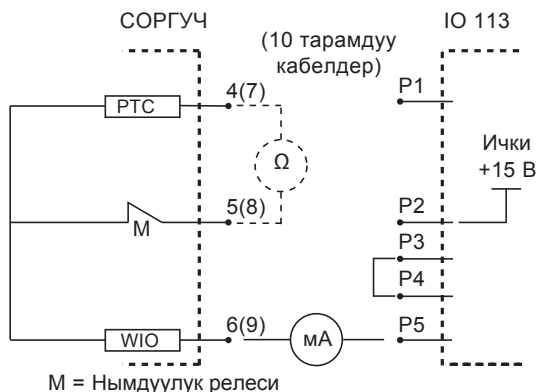 СОРГУЧ
(10 тарамдуу
кабелдер)
IO 113
PTC
4(7)
P1
Ω
Ички
+15 В
M
5(8)
P2
P3
P4
WIO
6(9)
мА
P5
M = Нымдуулук релеси